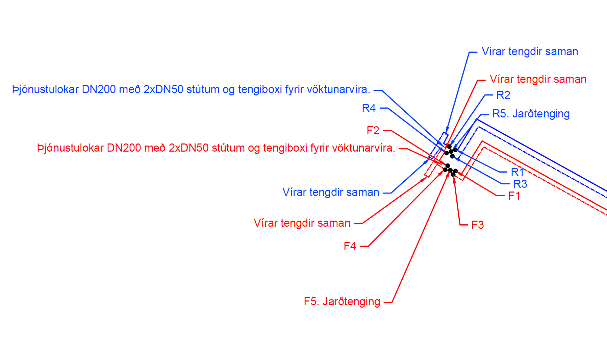 Vírar tengdir saman
Vírar tengdir saman
Þjónustulokar DN200 með 2xDN50 stútum og tengiboxi fyrir vöktunarvíra.
R2
R4
R5. Jarðtenging
F2
Þjónustulokar DN200 með 2xDN50 stútum og tengiboxi fyrir vöktunarvíra.
R1
R3
Vírar tengdir saman
F1
Vírar tengdir saman
F3
F4
F5. Jarðtenging